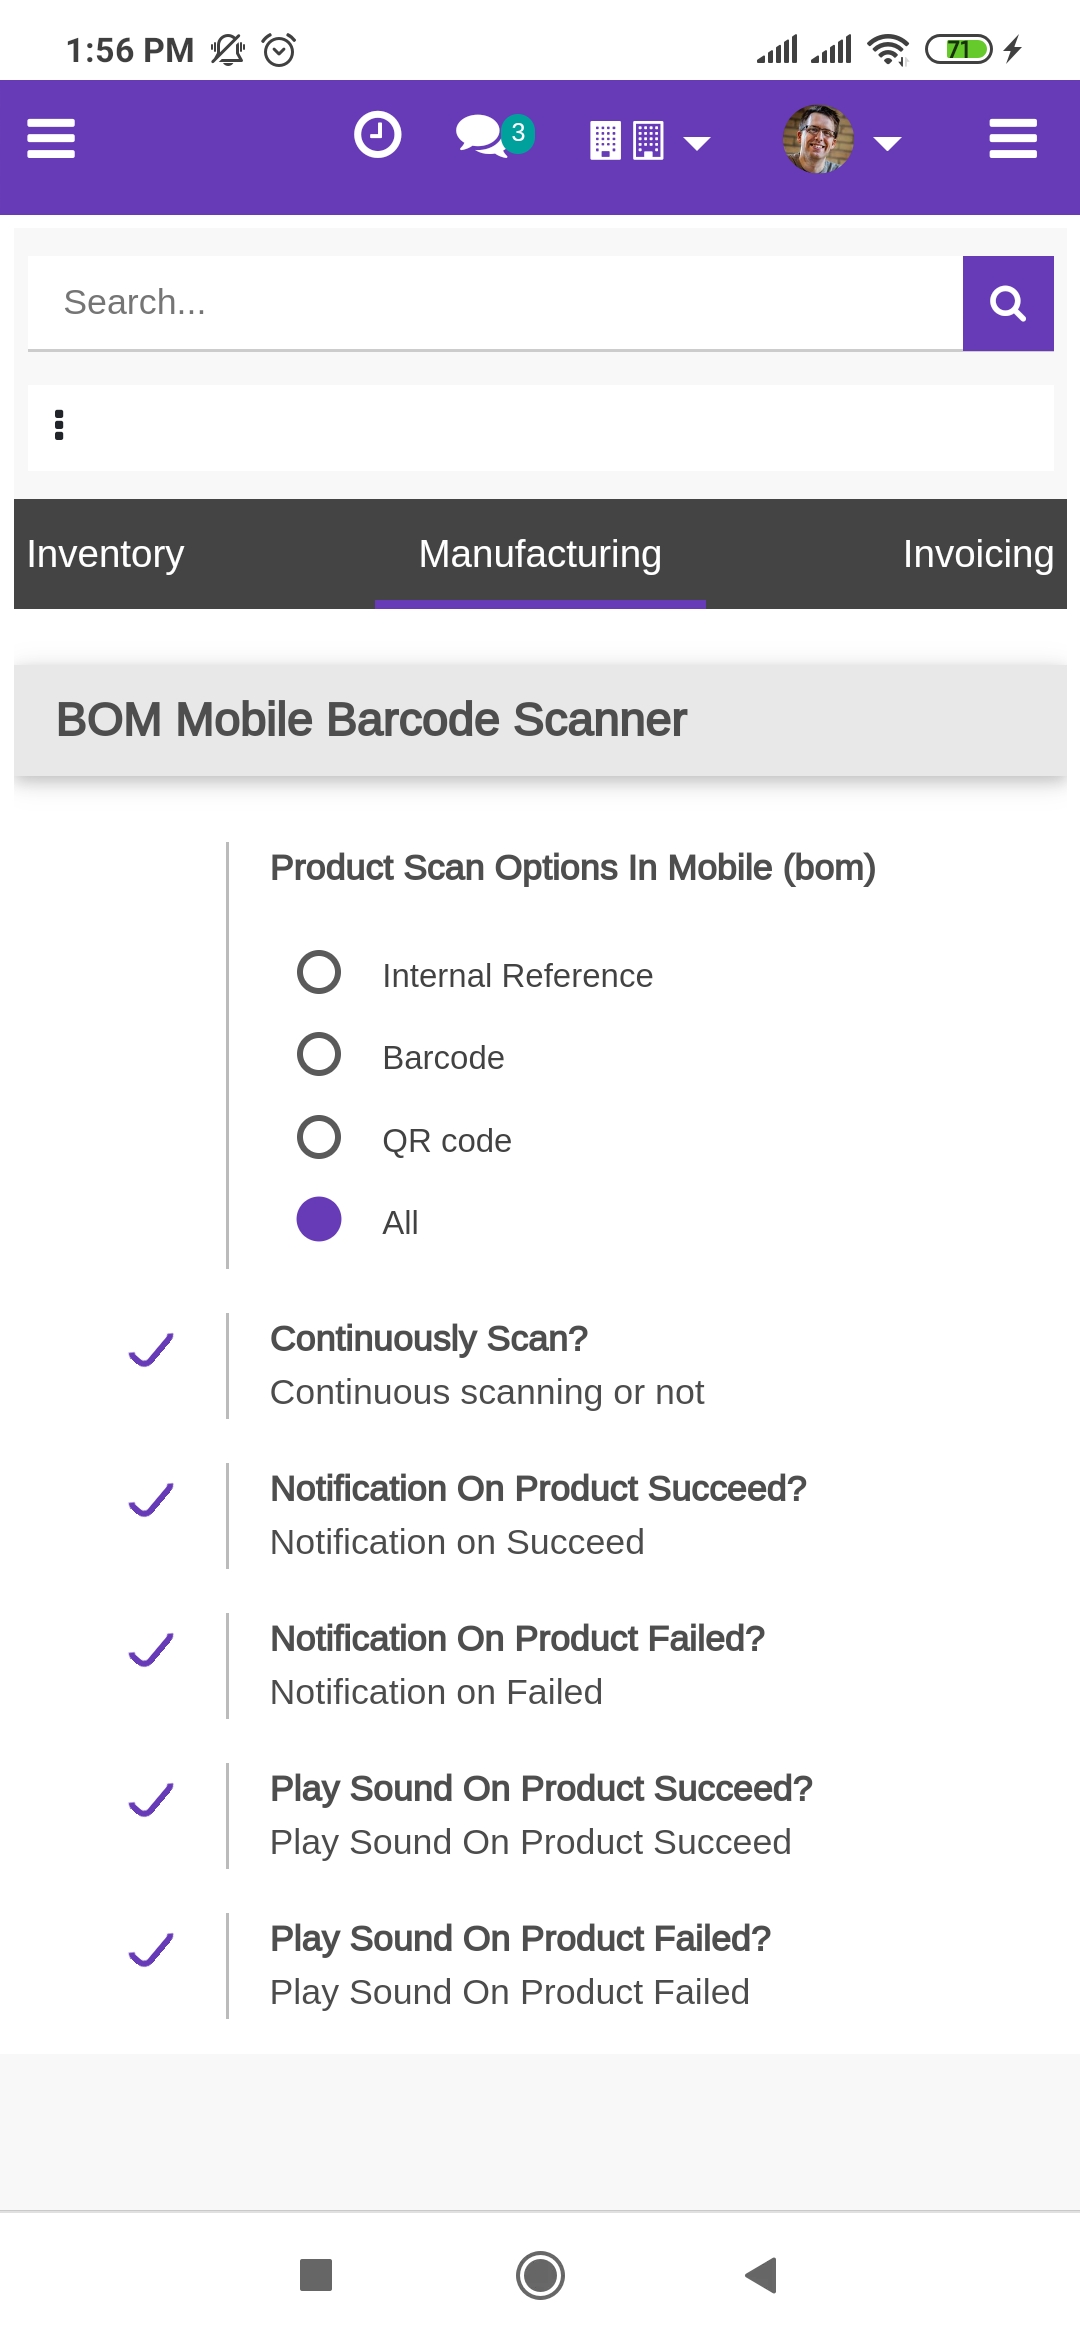 1:56 PM
71
3
Search...
Inventory
Manufacturing
Invoicing
BOM Mobile Barcode Scanner
Product Scan Options In Mobile (bom)
Internal Reference
Barcode
QR code
All
Continuously Scan?
Continuous scanning or not
Notification On Product Succeed?
Notification on Succeed
Notification On Product Failed?
Notification on Failed
Play Sound On Product Succeed?
Play Sound On Product Succeed
Play Sound On Product Failed?
Play Sound On Product Failed